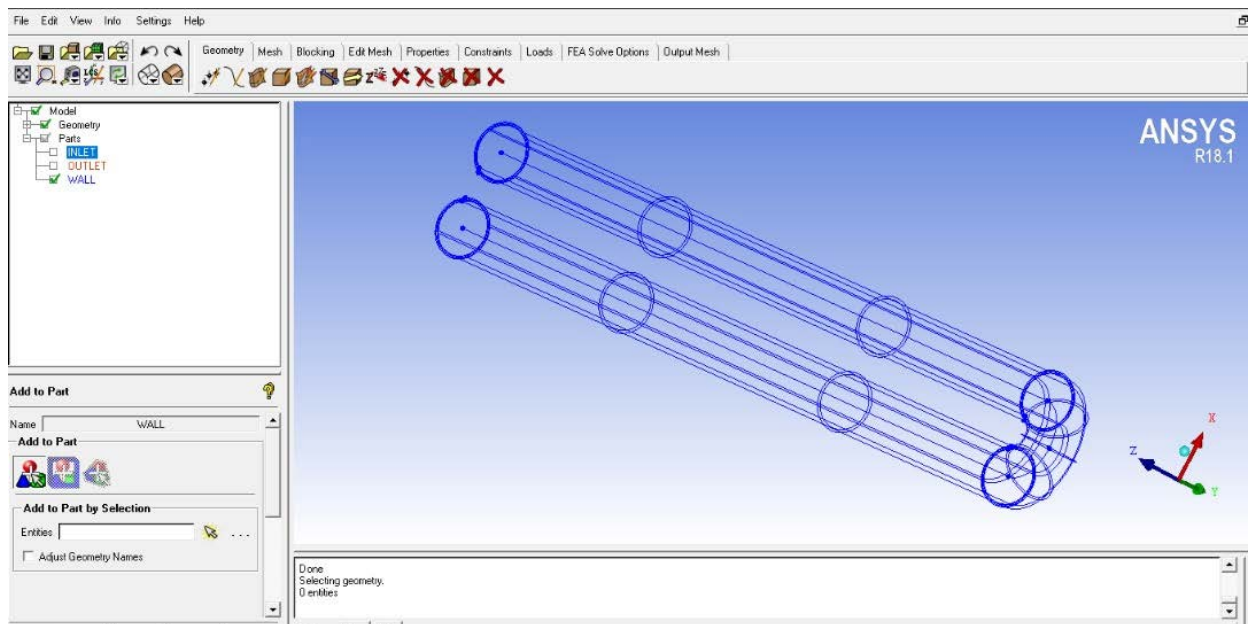 File Edit View Info Settings Help
Geometry Mesh Blocking Edit Mesh Properties Constraints Loads FEA Solve Options Output Mesh
Model
Geometry
Parts
INLET
OUTLET
WALL
ANSYS
R18.1
Add to Part
Name WALL
Add to Part
Add to Part by Selection
Entities ...
Adjust Geometry Names
X
Z
Y
Done
Selecting geometry.
0 entities